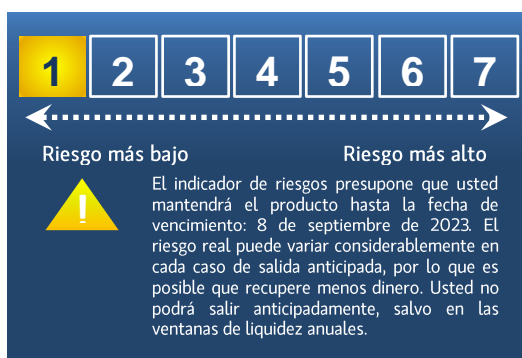 1 2 3 4 5 6 7
Riesgo más bajo Riesgo más alto
!
El indicador de riesgos presupone que usted
mantendrá el producto hasta la fecha de
vencimiento: 8 de septiembre de 2023. El
riesgo real puede variar considerablemente en
cada caso de salida anticipada, por lo que es
posible que recupere menos dinero. Usted no
podrá salir anticipadamente, salvo en las
ventanas de liquidez anuales.